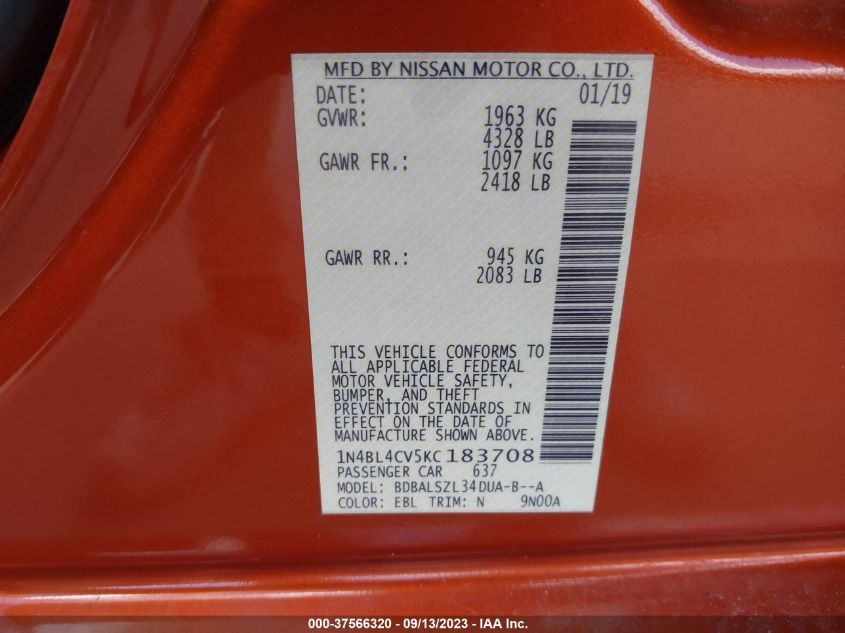 MFD BY NISSAN MOTOR CO., LTD.
DATE: 01/19
GVWR: 1963 KG
4328 LB
GAWR FR.: 1097 KG
2418 LB
GAWR RR.: 945 KG
2083 LB
THIS VEHICLE CONFORMS TO
ALL APPLICABLE FEDERAL
MOTOR VEHICLE SAFETY,
BUMPER, AND THEFT
PREVENTION STANDARDS IN
EFFECT ON THE DATE OF
MANUFACTURE SHOWN ABOVE.
1N4BL4CV5KC183708
PASSENGER CAR 637
MODEL: BDBALSZL34DUA-B--A
COLOR: EBL TRIM: N 9N00A
000-37566320 - 09/13/2023 - IAA Inc.